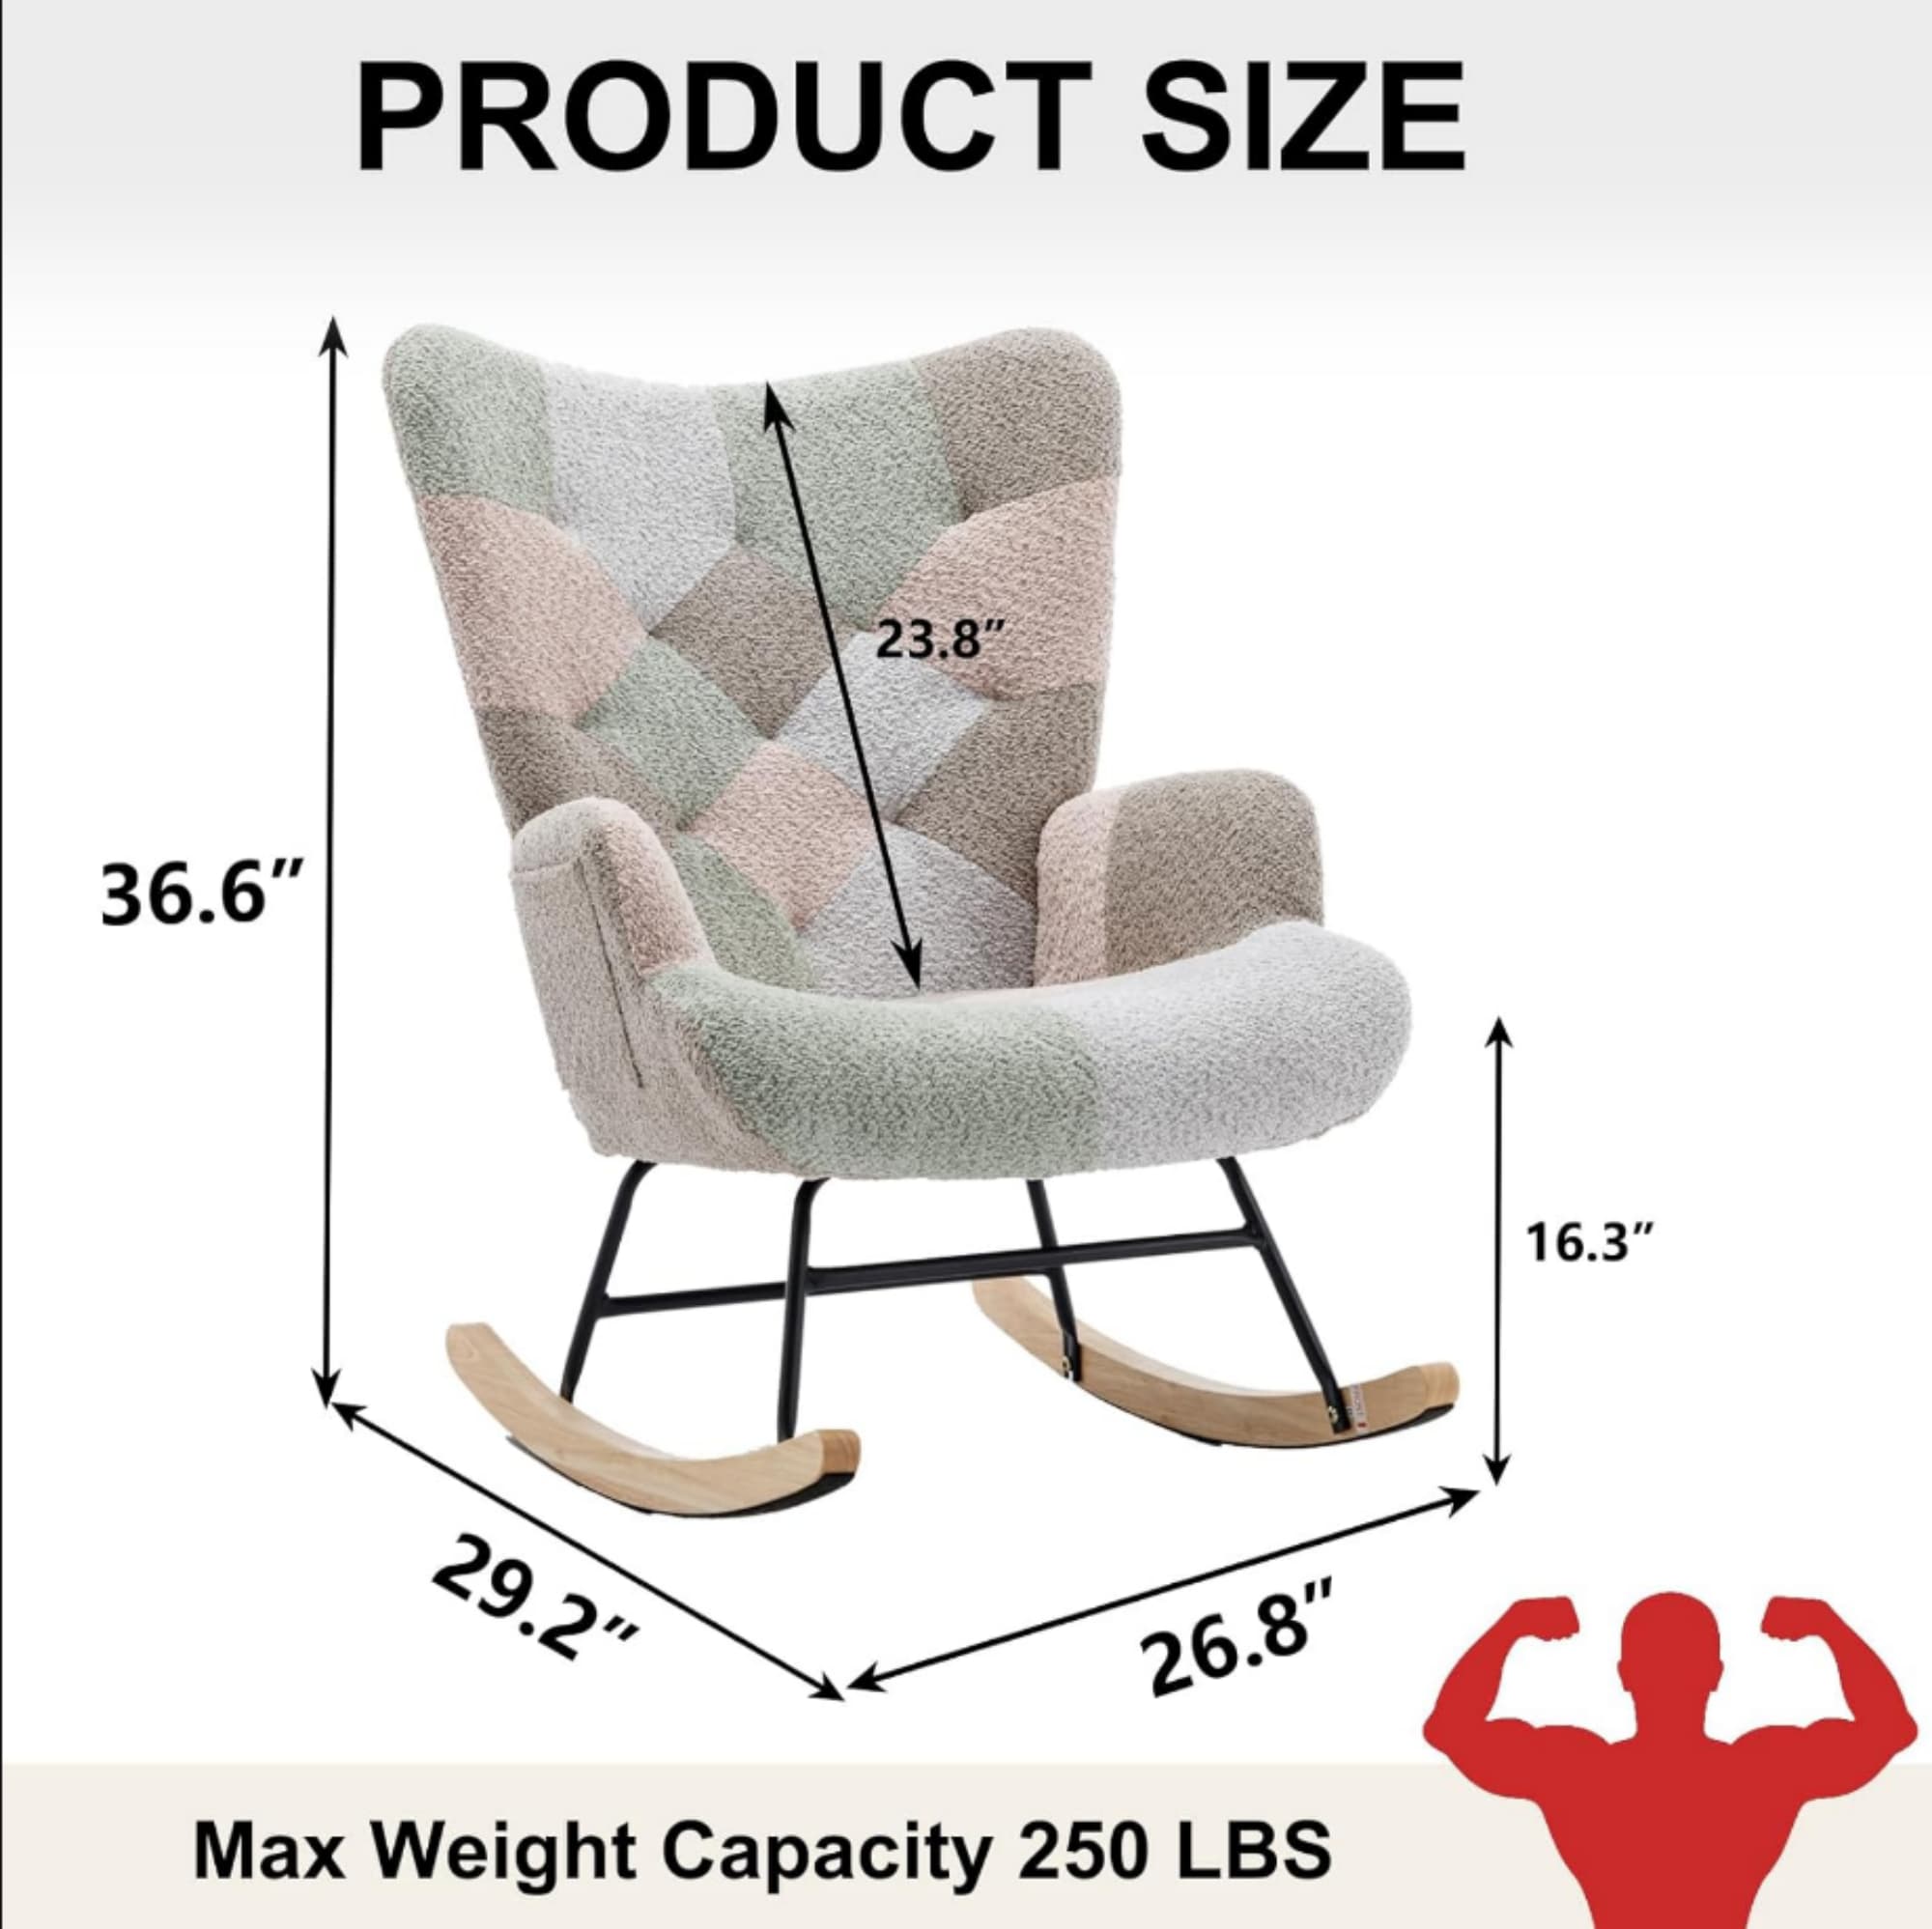 PRODUCT SIZE
23.8”
36.6”
16.3”
29.2”
26.8”
Max Weight Capacity 250 LBS